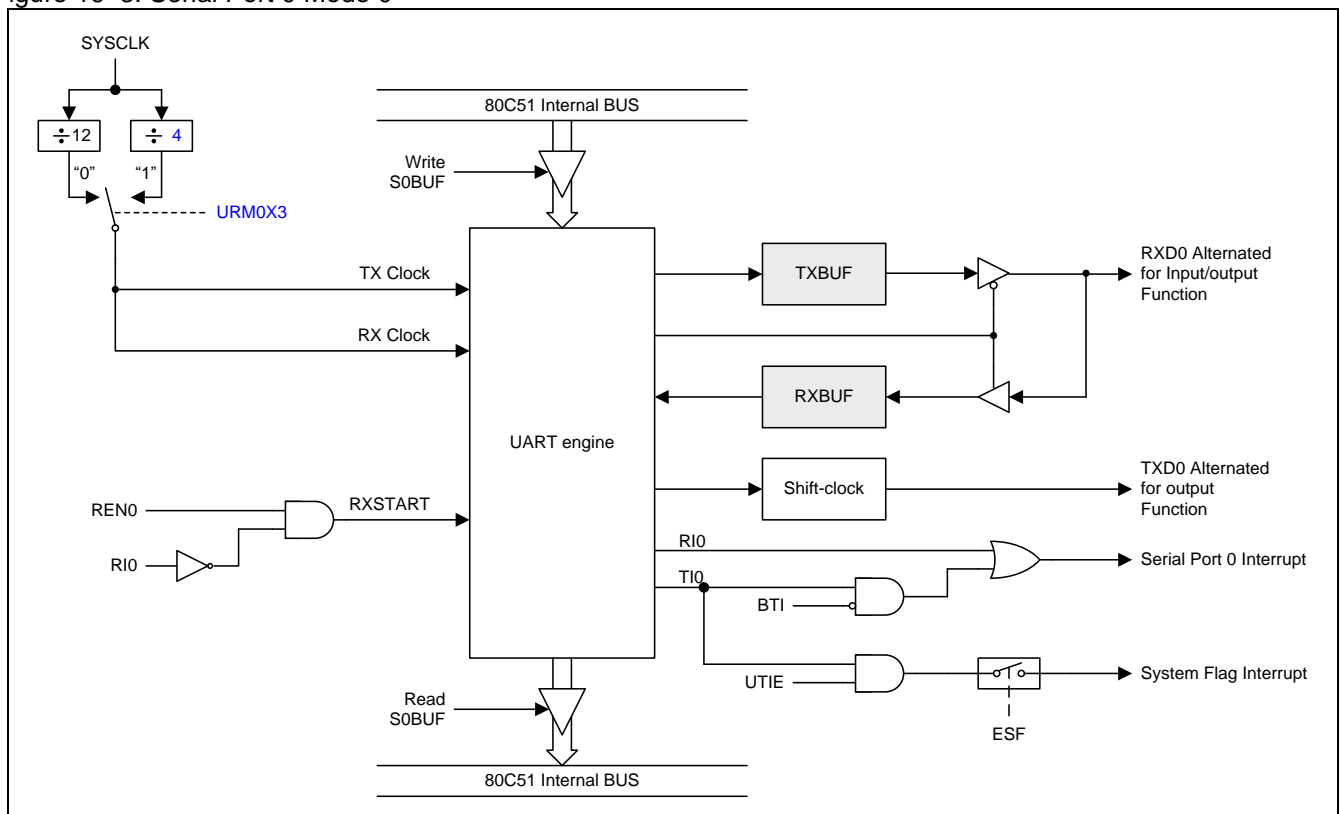 SYSCLK
÷12
÷ 4
“0”
“1”
URM0X3
80C51 Internal BUS
Write
S0BUF
TX Clock
RX Clock
UART engine
TXBUF
RXD0 Alternated
for Input/output
Function
RXBUF
Shift-clock
TXD0 Alternated
for output
Function
REN0
RXSTART
RI0
RI0
Serial Port 0 Interrupt
TI0
BTI
UTIE
System Flag Interrupt
ESF
Read
S0BUF
80C51 Internal BUS